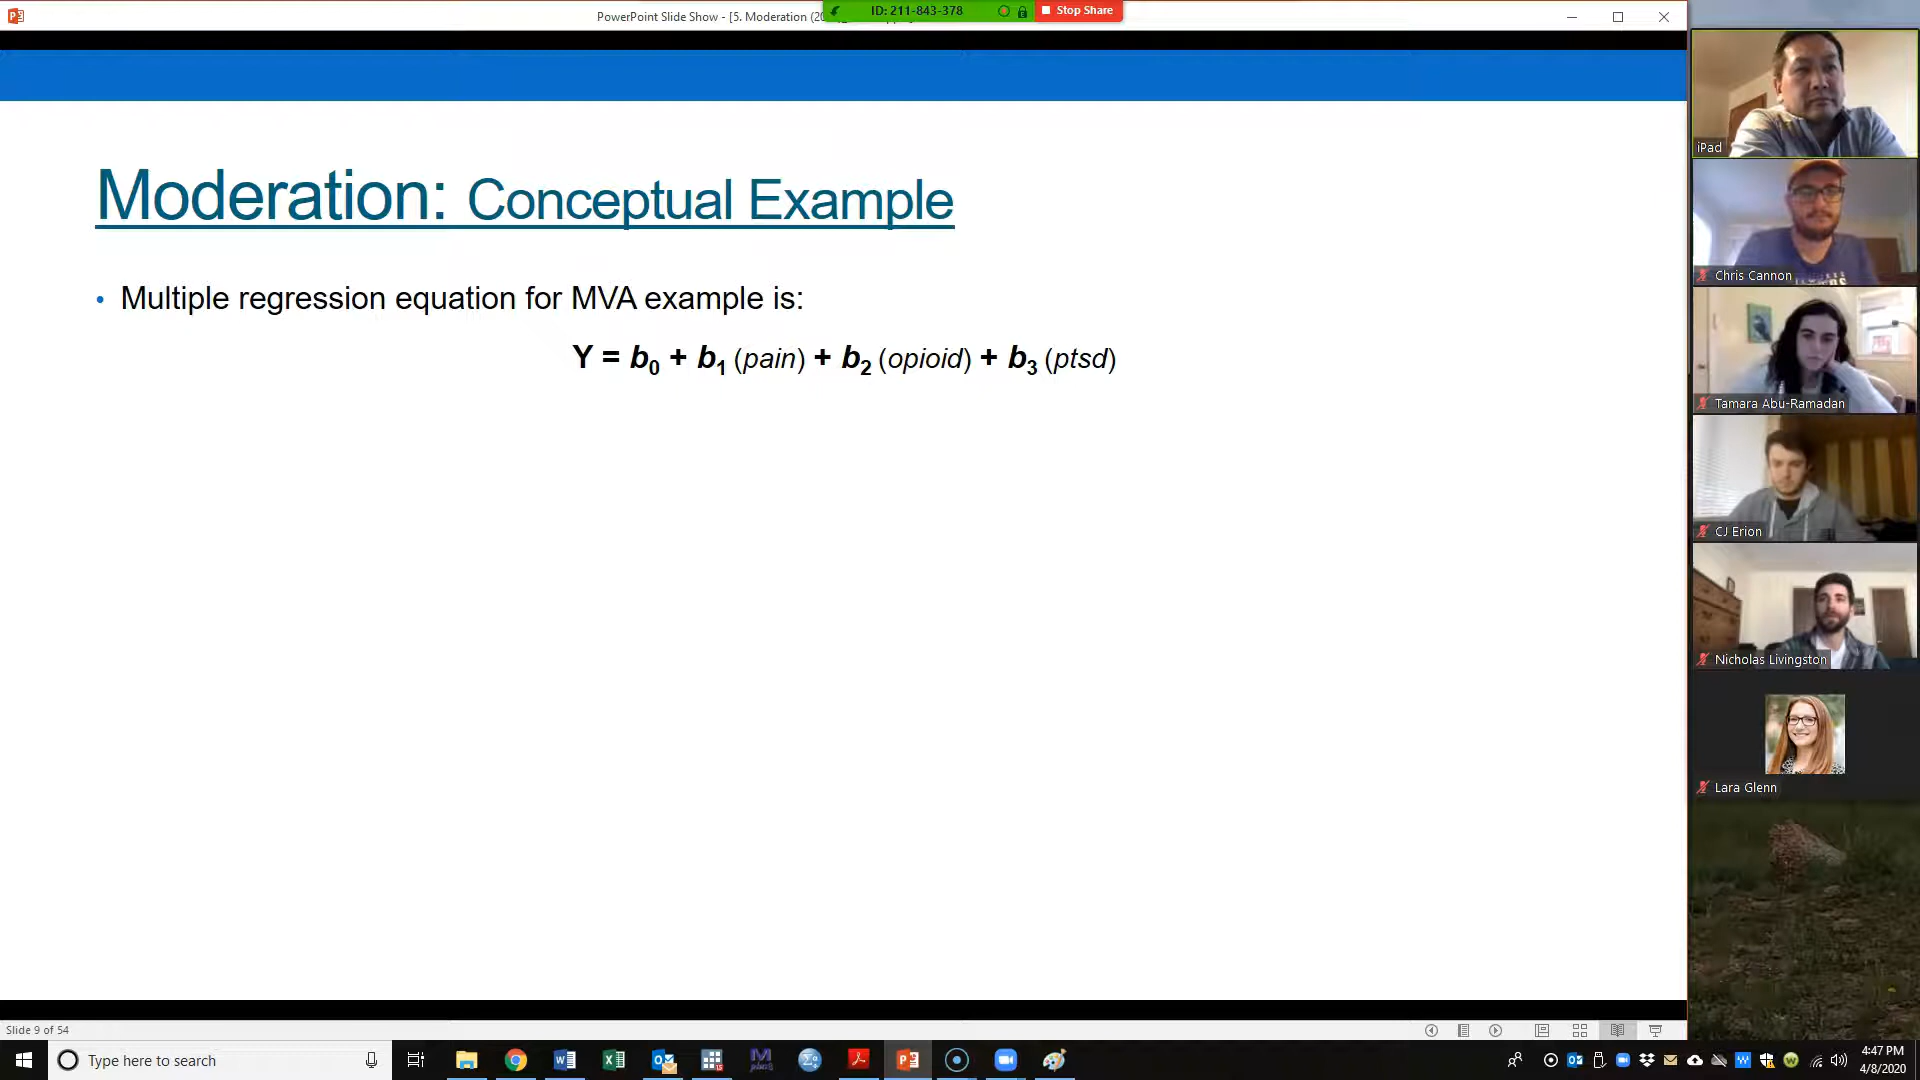 PowerPoint Slide Show - [5. Moderation (20
ID: 211-843-378
Stop Share
Moderation: Conceptual Example
• Multiple regression equation for MVA example is:
Y = b0 + b1 (pain) + b2 (opioid) + b3 (ptsd)
iPad
Chris Cannon
Tamara Abu-Ramadan
CJ Erion
Nicholas Livingston
Lara Glenn
Slide 9 of 54
Type here to search
4:47 PM
4/8/2020